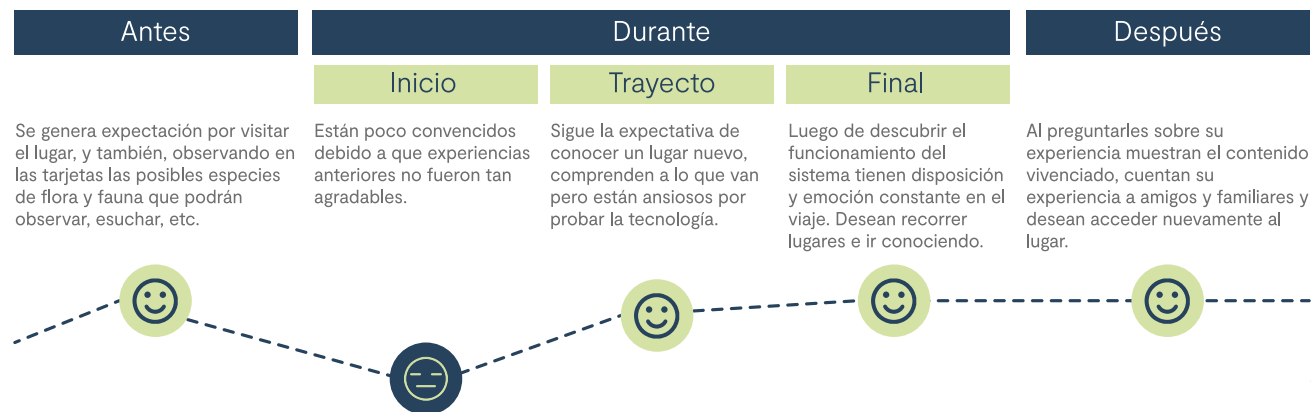 Antes
Durante
Después
Inicio
Trayecto
Final
Se genera expectación por visitar
el lugar, y también, observando en
las tarjetas las posibles especies
de flora y fauna que podrán
observar, esuchar, etc.
Están poco convencidos
debido a que experiencias
anteriores no fueron tan
agradables.
Sigue la expectativa de
conocer un lugar nuevo,
comprenden a lo que van
pero están ansiosos por
probar la tecnología.
Luego de descubrir el
funcionamiento del
sistema tienen disposición
y emoción constante en el
viaje. Desean recorrer
lugares e ir conociendo.
Al preguntarles sobre su
experiencia muestran el contenido
vivenciado, cuentan su
experiencia a amigos y familiares y
desean acceder nuevamente al
lugar.